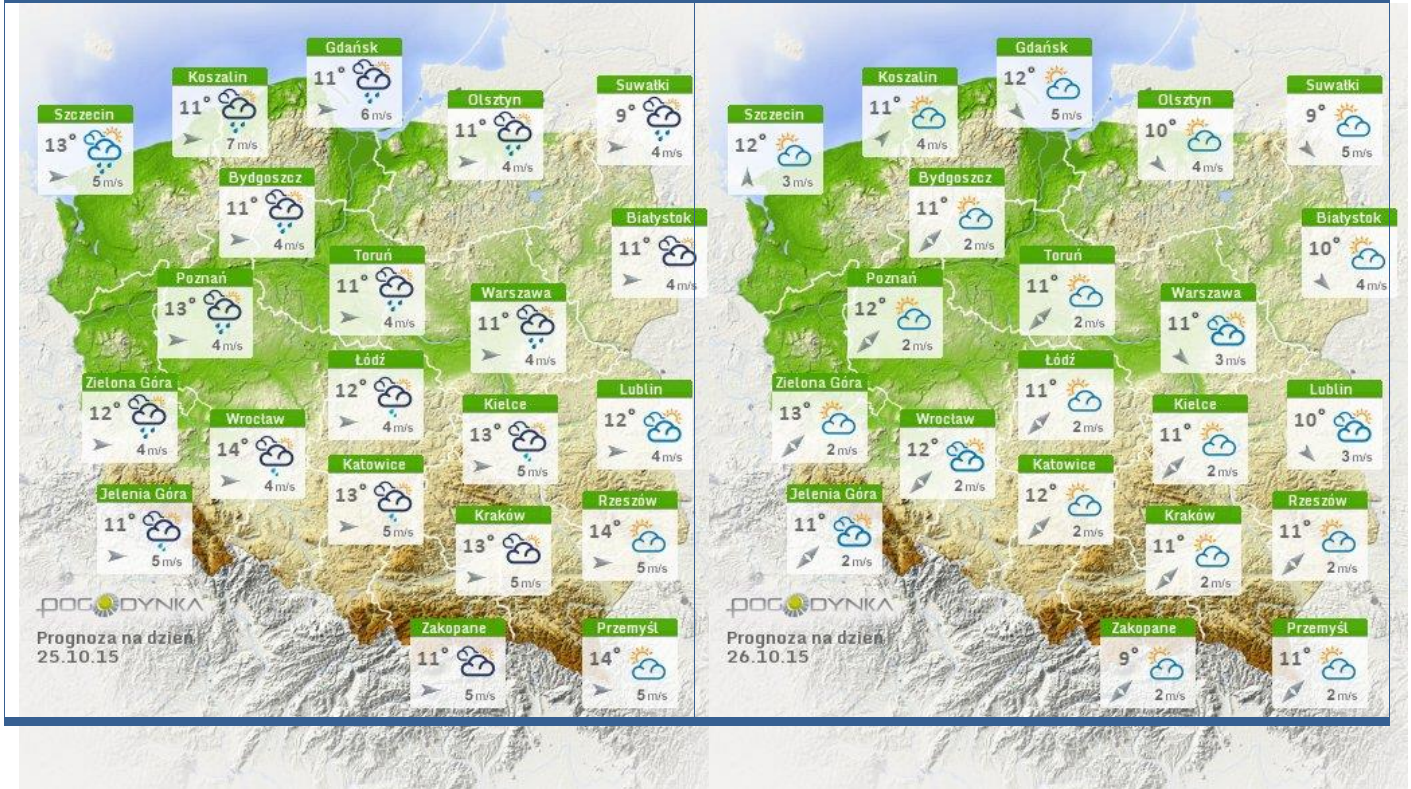 Gdańsk
11°
6 m/s
Koszalin
11°
7 m/s
Suwałki
9°
4 m/s
Olsztyn
11°
4 m/s
Szczecin
13°
5 m/s
Bydgoszcz
11°
4 m/s
Białystok
11°
4 m/s
Toruń
11°
4 m/s
Poznań
13°
4 m/s
Warszawa
11°
4 m/s
Łódź
12°
4 m/s
Zielona Góra
12°
4 m/s
Lublin
12°
4 m/s
Kielce
13°
5 m/s
Wrocław
14°
4 m/s
Katowice
13°
5 m/s
Jelenia Góra
11°
5 m/s
Rzeszów
14°
5 m/s
Kraków
13°
5 m/s
POGODYNKA
Prognoza na dzień
25.10.15
Zakopane
11°
5 m/s
Przemyśl
14°
5 m/s
Gdańsk
12°
5 m/s
Koszalin
11°
4 m/s
Suwałki
9°
5 m/s
Olsztyn
10°
4 m/s
Szczecin
12°
3 m/s
Bydgoszcz
11°
2 m/s
Białystok
10°
4 m/s
Toruń
11°
2 m/s
Poznań
12°
2 m/s
Warszawa
11°
3 m/s
Łódź
11°
2 m/s
Zielona Góra
13°
2 m/s
Lublin
10°
3 m/s
Kielce
11°
2 m/s
Wrocław
12°
2 m/s
Katowice
12°
2 m/s
Jelenia Góra
11°
2 m/s
Rzeszów
11°
2 m/s
Kraków
11°
2 m/s
POGODYNKA
Prognoza na dzień
26.10.15
Zakopane
9°
2 m/s
Przemyśl
11°
2 m/s